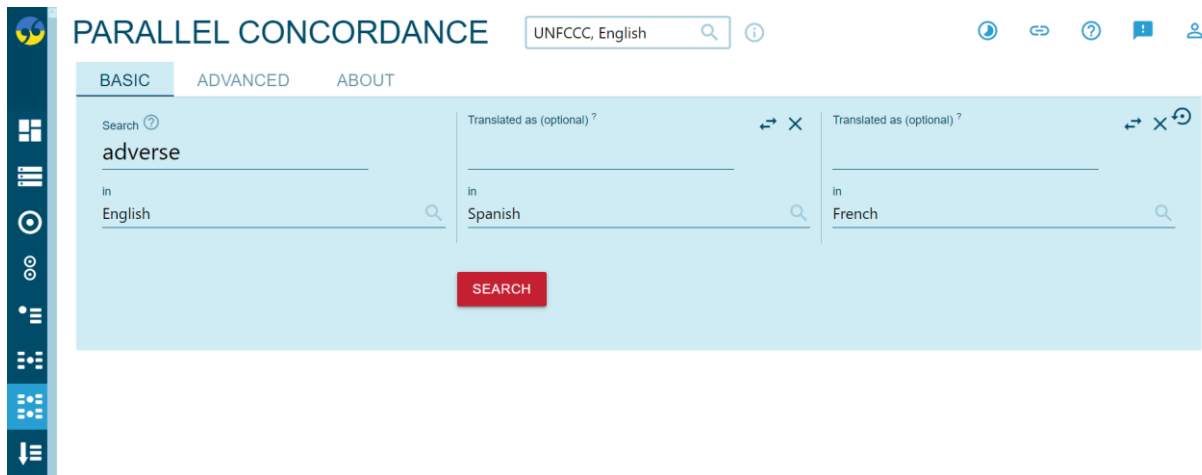 PARALLEL CONCORDANCE
UNFCCC, English
BASIC ADVANCED ABOUT
Search ?
Translated as (optional) ?
Translated as (optional) ?
adverse
in
in
in
English
Spanish
French
SEARCH